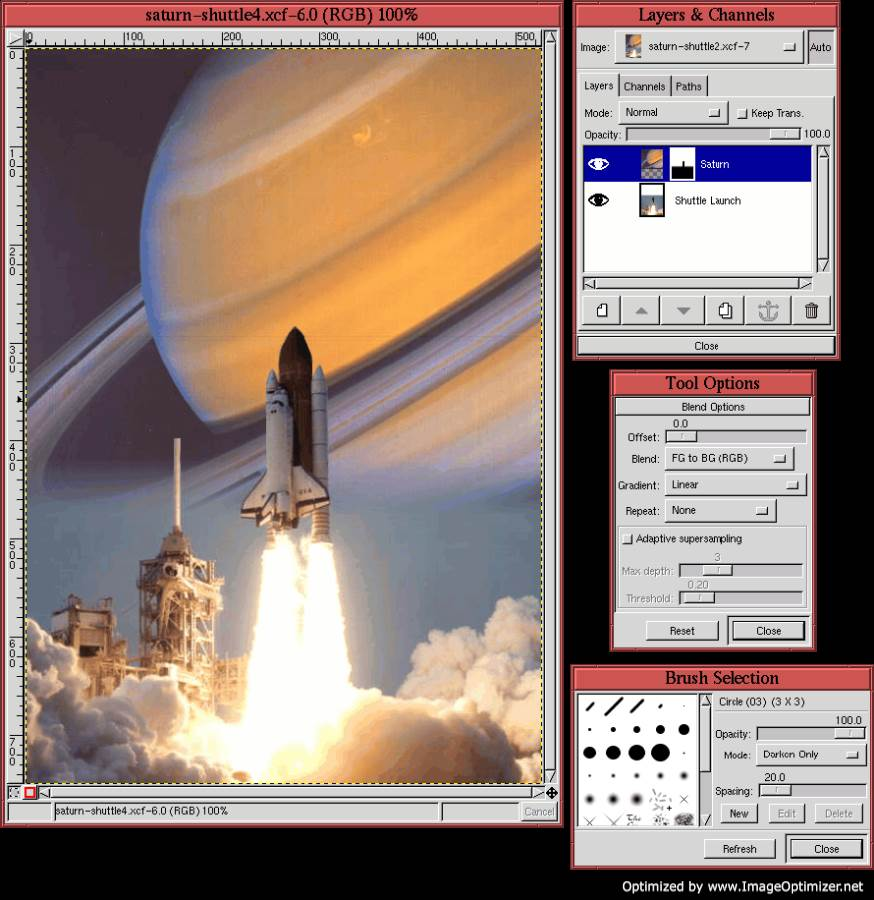 saturn-shuttle4.xcf-6.0 (RGB) 100%
0 100 200 300 400 500
0
100
200
300
400
500
600
700
USA
saturn-shuttle4.xcf-6.0 (RGB) 100%
Cancel
Layers & Channels
Image: saturn-shuttle2.xcf-7 Auto
Layers Channels Paths
Mode: Normal Keep Trans.
Opacity: 100.0
Saturn
Shuttle Launch
Close
Tool Options
Blend Options
0.0
Offset:
Blend: FG to BG (RGB)
Gradient: Linear
Repeat: None
Adaptive supersampling
3
Max depth:
0.20
Threshold:
Reset Close
Brush Selection
Circle (03) (3 X 3)
100.0
Opacity:
Mode: Darken Only
20.0
Spacing:
New Edit Delete
Refresh Close
Optimized by www.ImageOptimizer.net